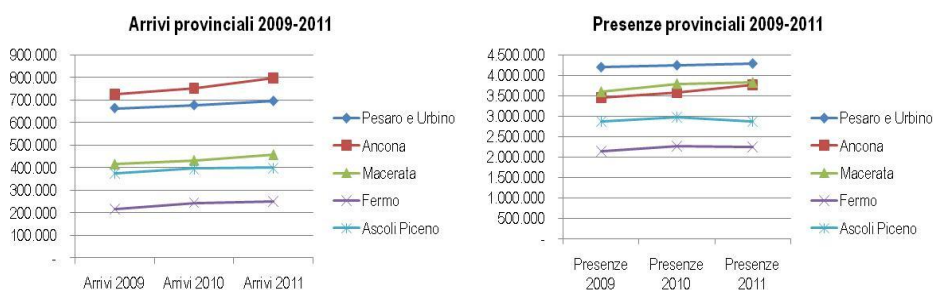 Arrivi provinciali 2009-2011
900.000
800.000
700.000
600.000
500.000
400.000
300.000
200.000
100.000
-
Arrivi 2009
Arrivi 2010
Arrivi 2011
Pesaro e Urbino
Ancona
Macerata
Fermo
Ascoli Piceno
Presenze provinciali 2009-2011
4.500.000
4.000.000
3.500.000
3.000.000
2.500.000
2.000.000
1.500.000
1.000.000
500.000
-
Presenze
2009
Presenze
2010
Presenze
2011
Pesaro e Urbino
Ancona
Macerata
Fermo
Ascoli Piceno